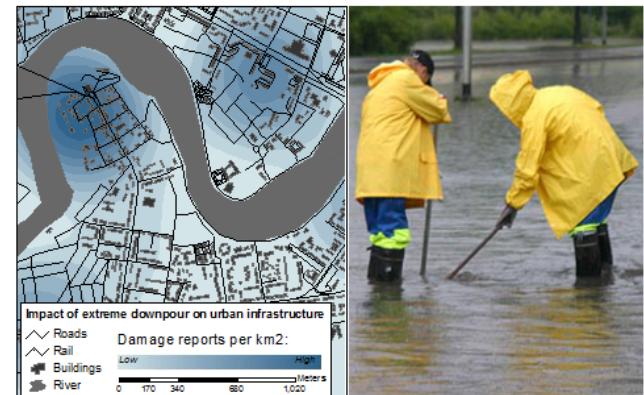 Impact of extreme downpour on urban infrastructure
Roads
Rail
Buildings
River
Damage reports per km2:
Low High
Meters
0 170 340 680 1,020